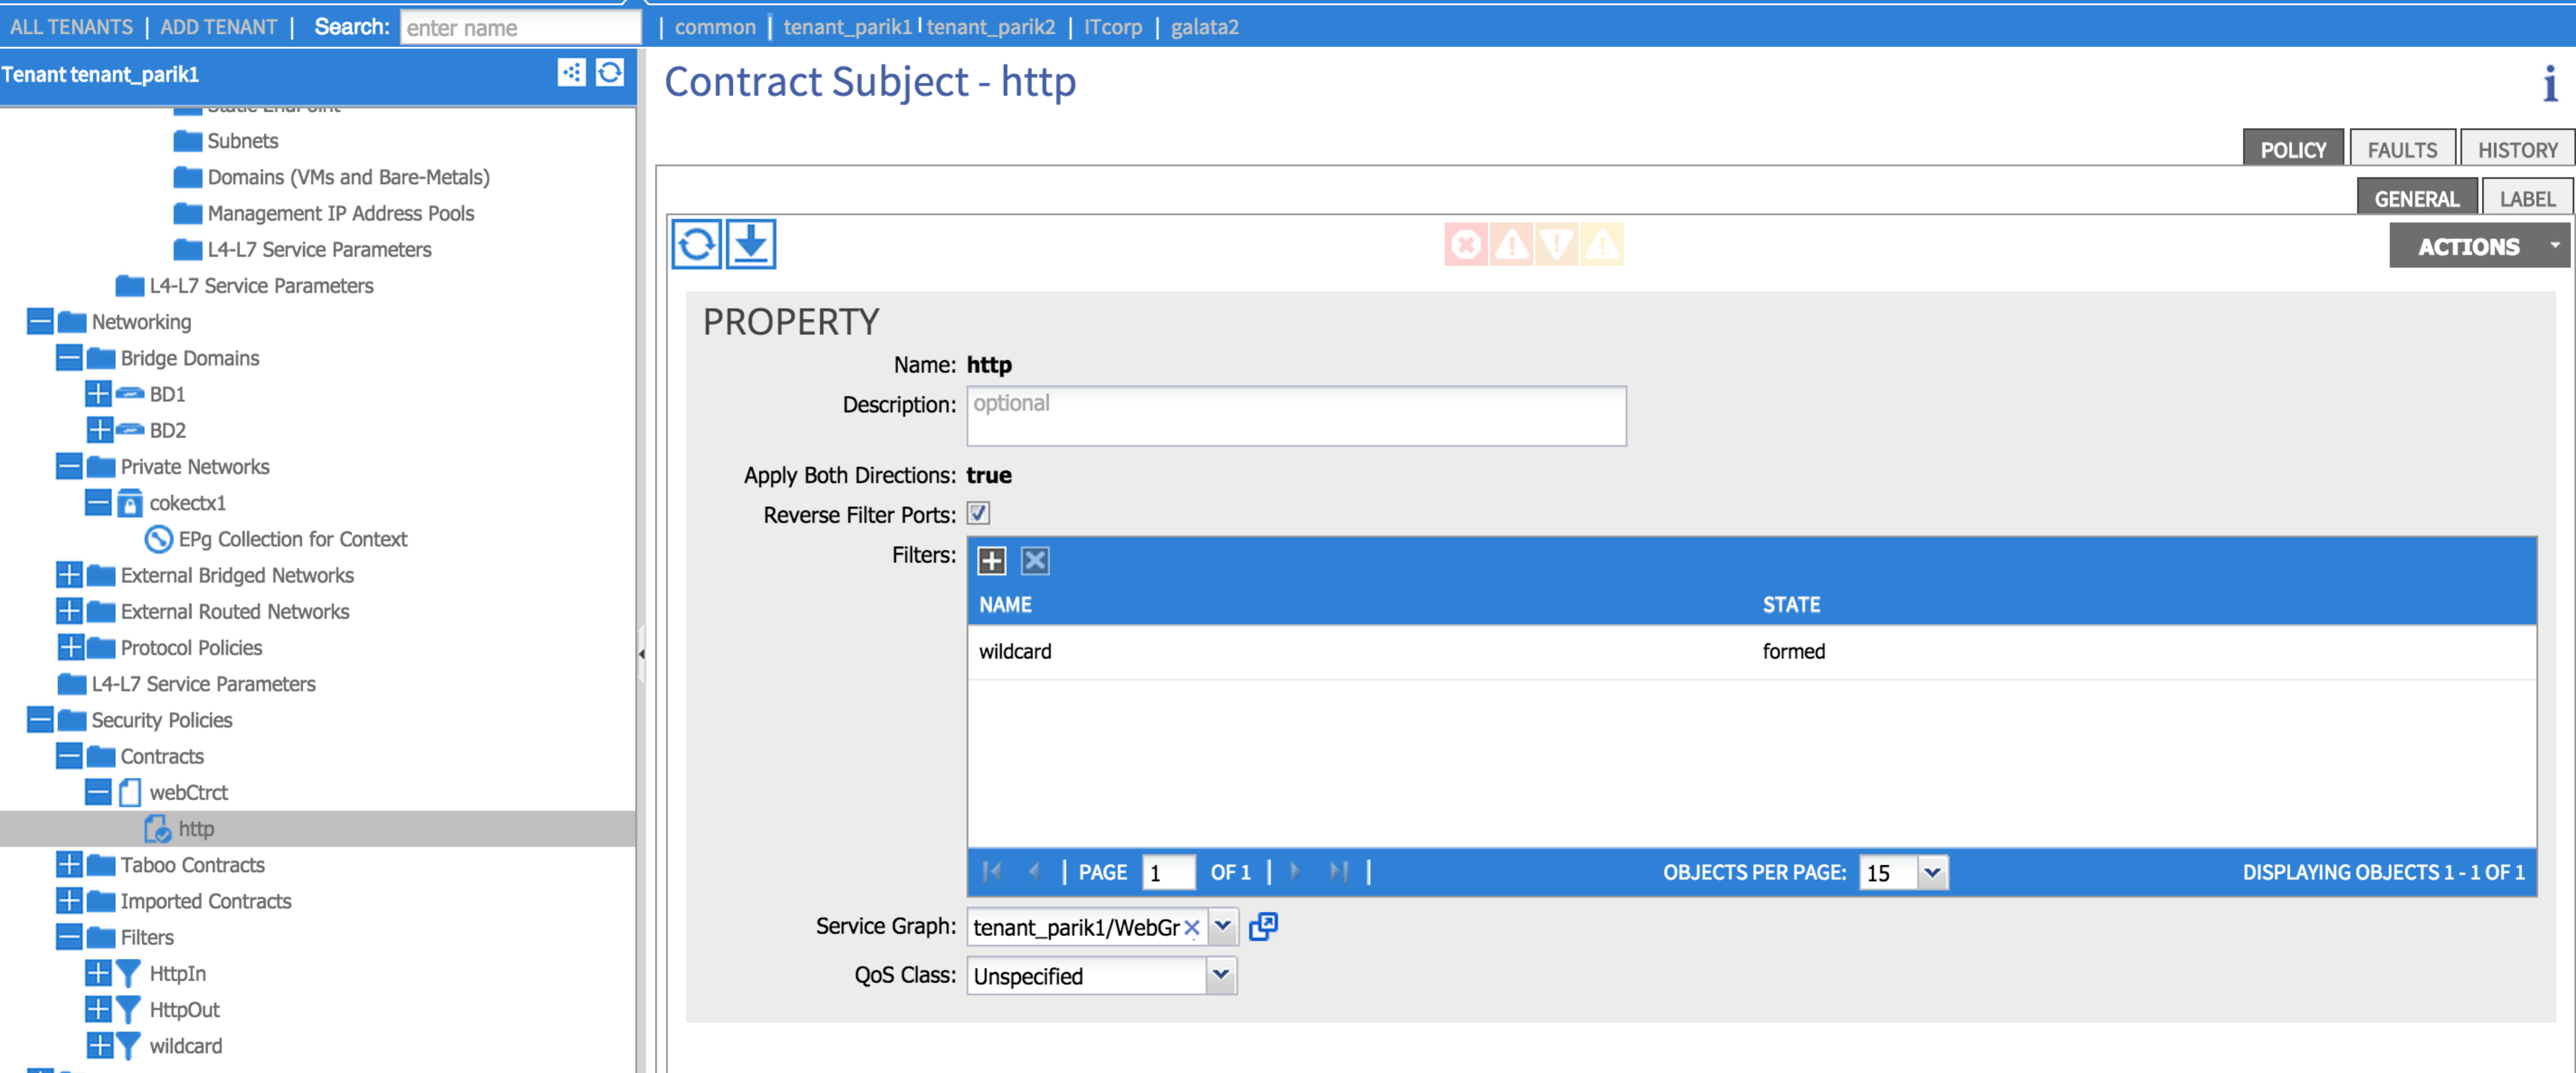 ALL TENANTS | ADD TENANT | Search: enter name | common | tenant_parik1 | tenant_parik2 | ITcorp | galata2
Tenant tenant_parik1
Static EndPoint
Subnets
Domains (VMs and Bare-Metals)
Management IP Address Pools
L4-L7 Service Parameters
L4-L7 Service Parameters
Networking
Bridge Domains
BD1
BD2
Private Networks
cokectx1
EPg Collection for Context
External Bridged Networks
External Routed Networks
Protocol Policies
L4-L7 Service Parameters
Security Policies
Contracts
webCtrct
http
Taboo Contracts
Imported Contracts
Filters
HttpIn
HttpOut
wildcard
Contract Subject - http
i
POLICY FAULTS HISTORY
GENERAL LABEL
ACTIONS
PROPERTY
Name: http
Description: optional
Apply Both Directions: true
Reverse Filter Ports:
Filters:
NAME STATE
wildcard formed
PAGE 1 OF 1 | OBJECTS PER PAGE: 15 DISPLAYING OBJECTS 1 - 1 OF 1
Service Graph: tenant_parik1/WebGr
QoS Class: Unspecified